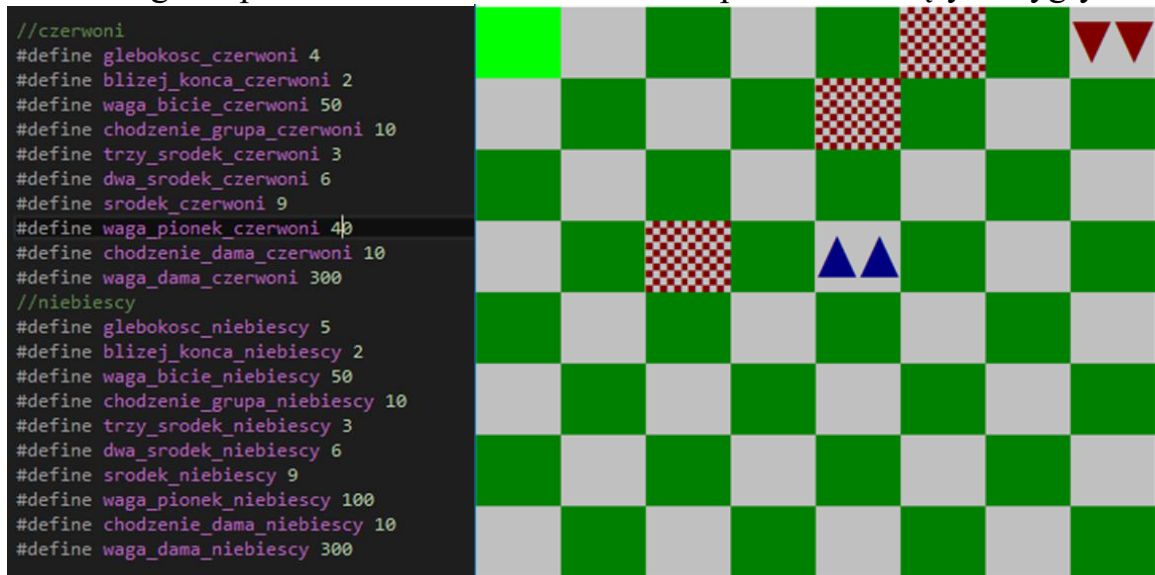 //czerwoni
#define glebokosc_czerwoni 4
#define blizej_konca_czerwoni 2
#define waga_bicie_czerwoni 50
#define chodzenie_grupa_czerwoni 10
#define trzy_srodek_czerwoni 3
#define dwa_srodek_czerwoni 6
#define srodek_czerwoni 9
#define waga_pionek_czerwoni 40
#define chodzenie_dama_czerwoni 10
#define waga_dama_czerwoni 300
//niebiescy
#define glebokosc_niebiescy 5
#define blizej_konca_niebiescy 2
#define waga_bicie_niebiescy 50
#define chodzenie_grupa_niebiescy 10
#define trzy_srodek_niebiescy 3
#define dwa_srodek_niebiescy 6
#define srodek_niebiescy 9
#define waga_pionek_niebiescy 100
#define chodzenie_dama_niebiescy 10
#define waga_dama_niebiescy 300